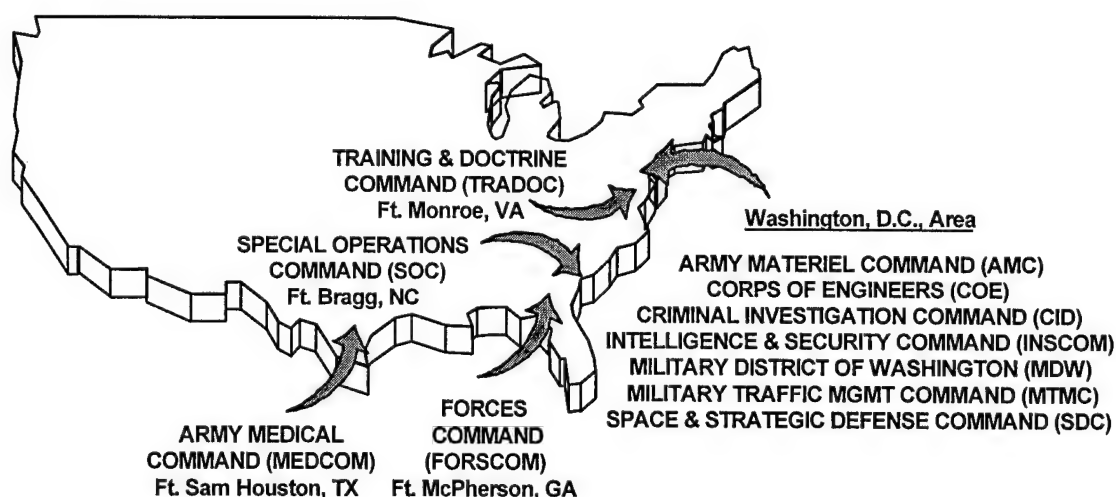 TRAINING & DOCTRINE
COMMAND (TRADOC)
Ft. Monroe, VA
Washington, D.C., Area
SPECIAL OPERATIONS
COMMAND (SOC)
Ft. Bragg, NC
ARMY MATERIEL COMMAND (AMC)
CORPS OF ENGINEERS (COE)
CRIMINAL INVESTIGATION COMMAND (CID)
INTELLIGENCE & SECURITY COMMAND (INSCOM)
MILITARY DISTRICT OF WASHINGTON (MDW)
MILITARY TRAFFIC MGMT COMMAND (MTMC)
SPACE & STRATEGIC DEFENSE COMMAND (SDC)
ARMY MEDICAL
COMMAND (MEDCOM)
Ft. Sam Houston, TX
FORCES
COMMAND
(FORSCOM)
Ft. McPherson, GA